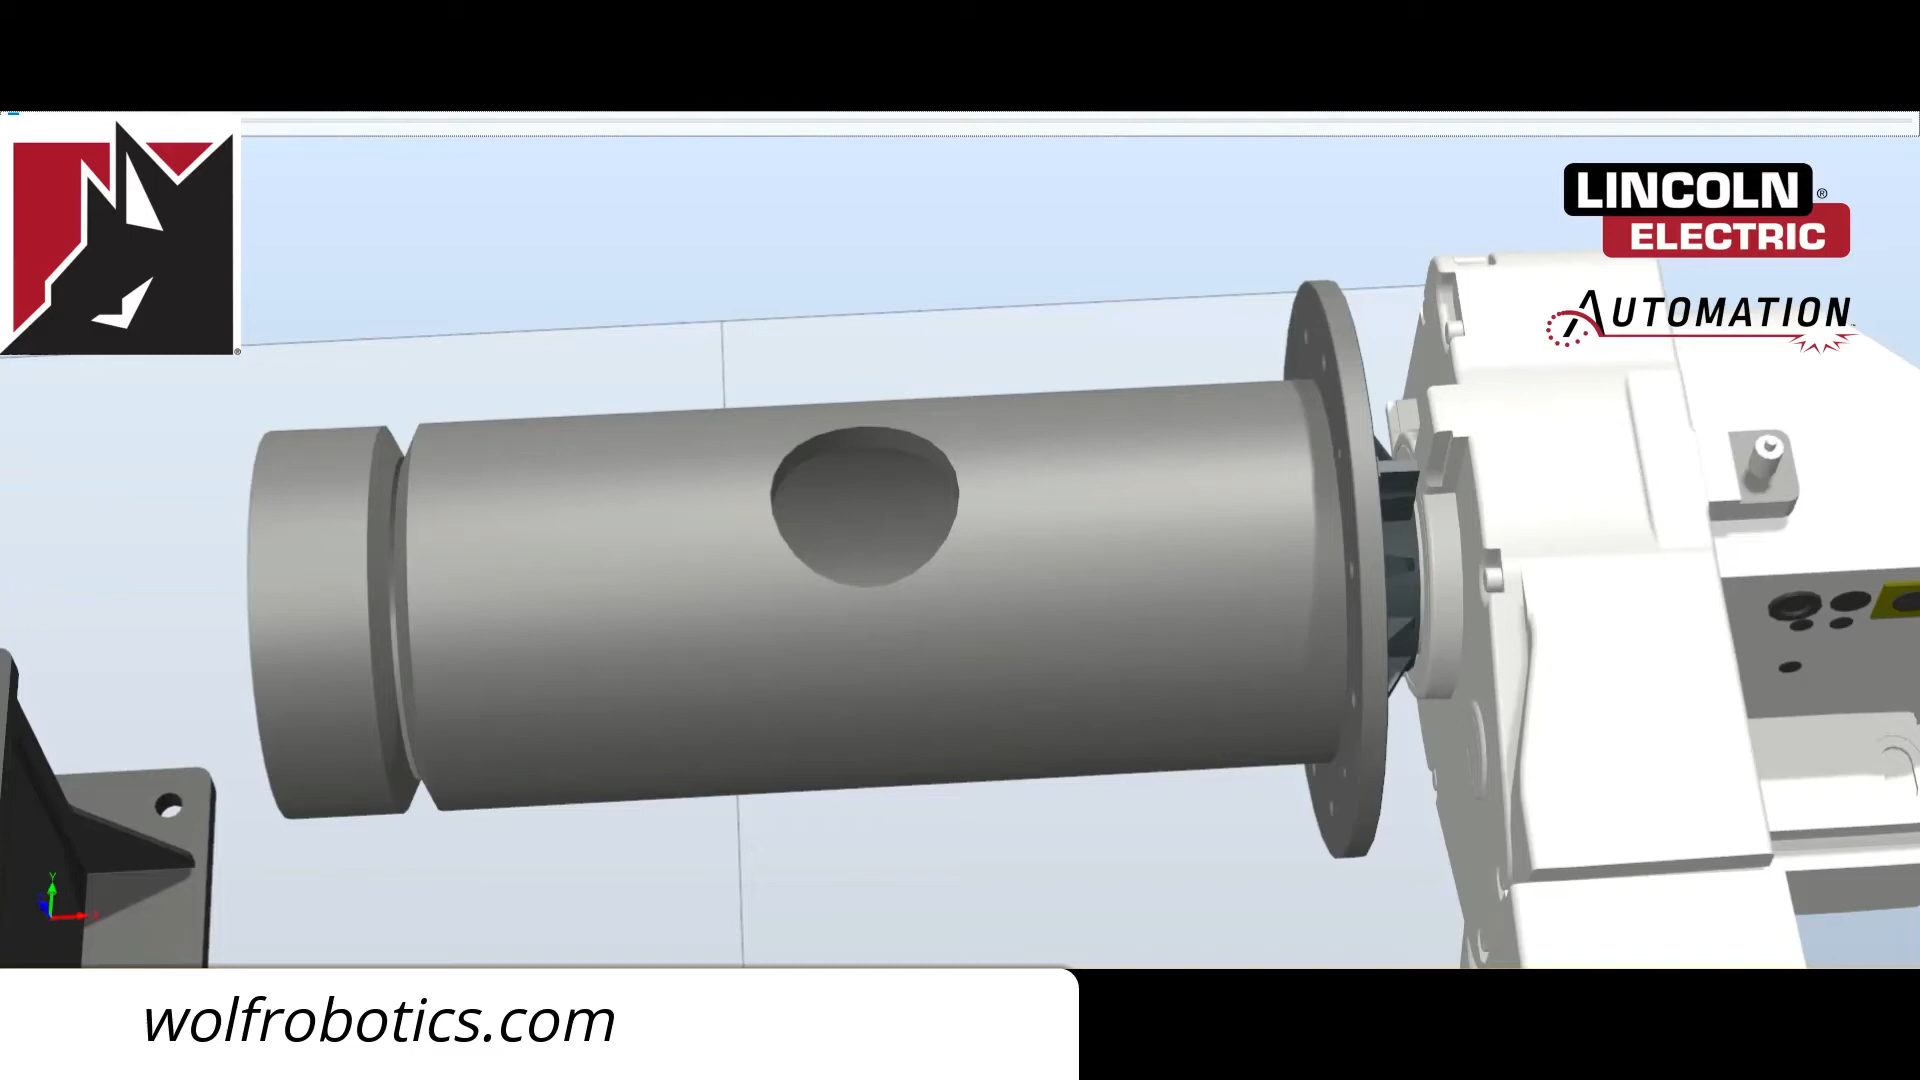 LINCOLN ®
ELECTRIC
AUTOMATION
®
Y
X
wolfrobotics.com